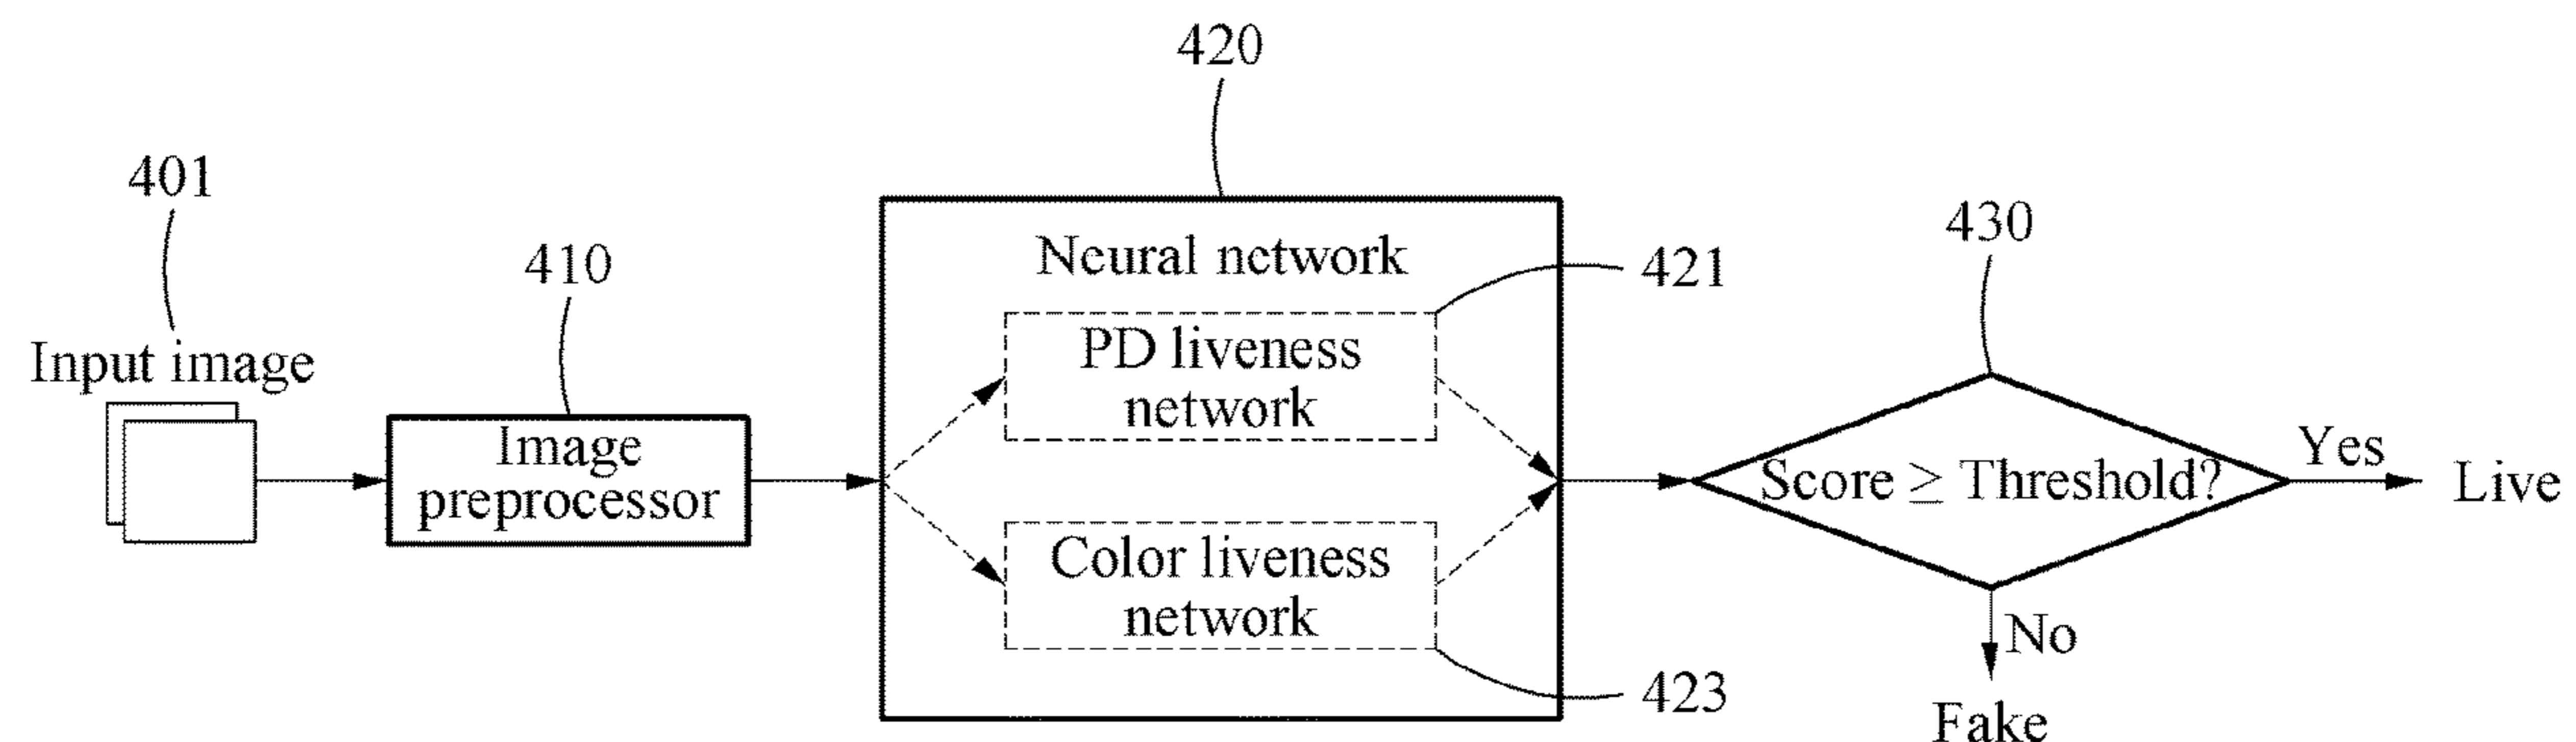 420
401
410
Neural network
421
430
Input image
PD liveness
network
Image
preprocessor
Score ≥ Threshold?
Yes
Live
Color liveness
network
No
423
Fake